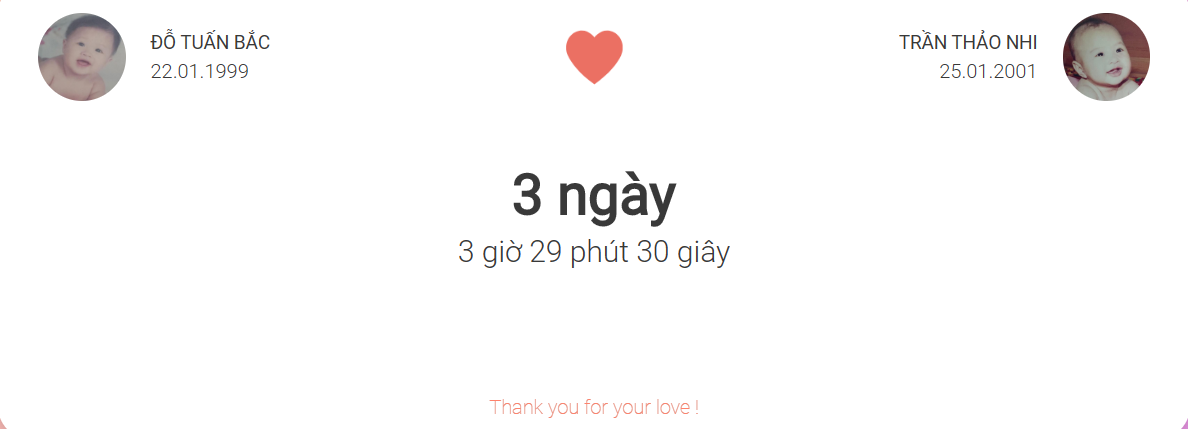 ĐỖ TUẤN BẮC
22.01.1999
TRẦN THẢO NHI
25.01.2001
3 ngày
3 giờ 29 phút 30 giây
Thank you for your love !